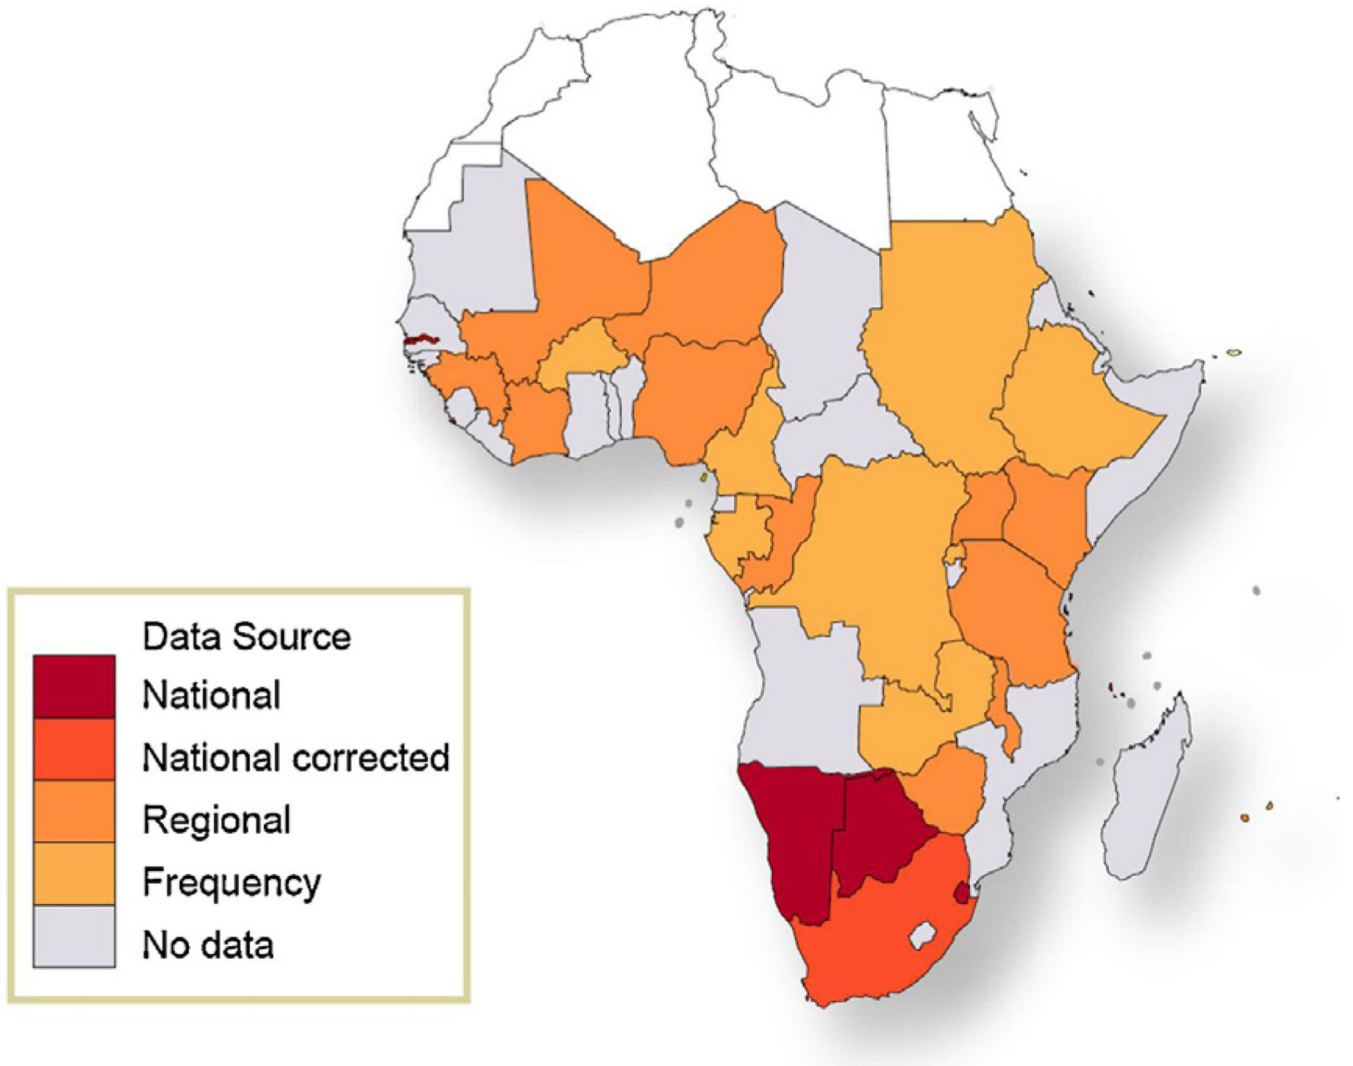 Data Source
National
National corrected
Regional
Frequency
No data